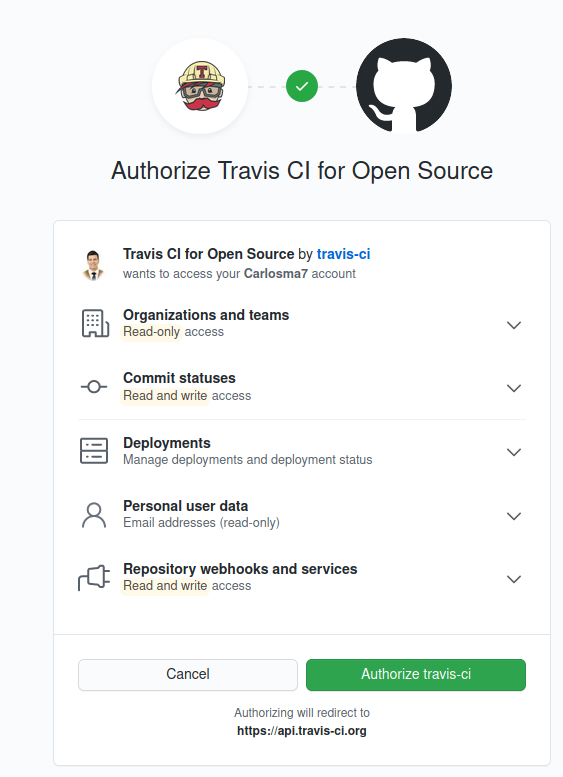 T
Authorize Travis CI for Open Source
Travis CI for Open Source by travis-ci
wants to access your Carlosma7 account
Organizations and teams
Read-only access
Commit statuses
Read and write access
Deployments
Manage deployments and deployment status
Personal user data
Email addresses (read-only)
Repository webhooks and services
Read and write access
Cancel
Authorize travis-ci
Authorizing will redirect to
https://api.travis-ci.org